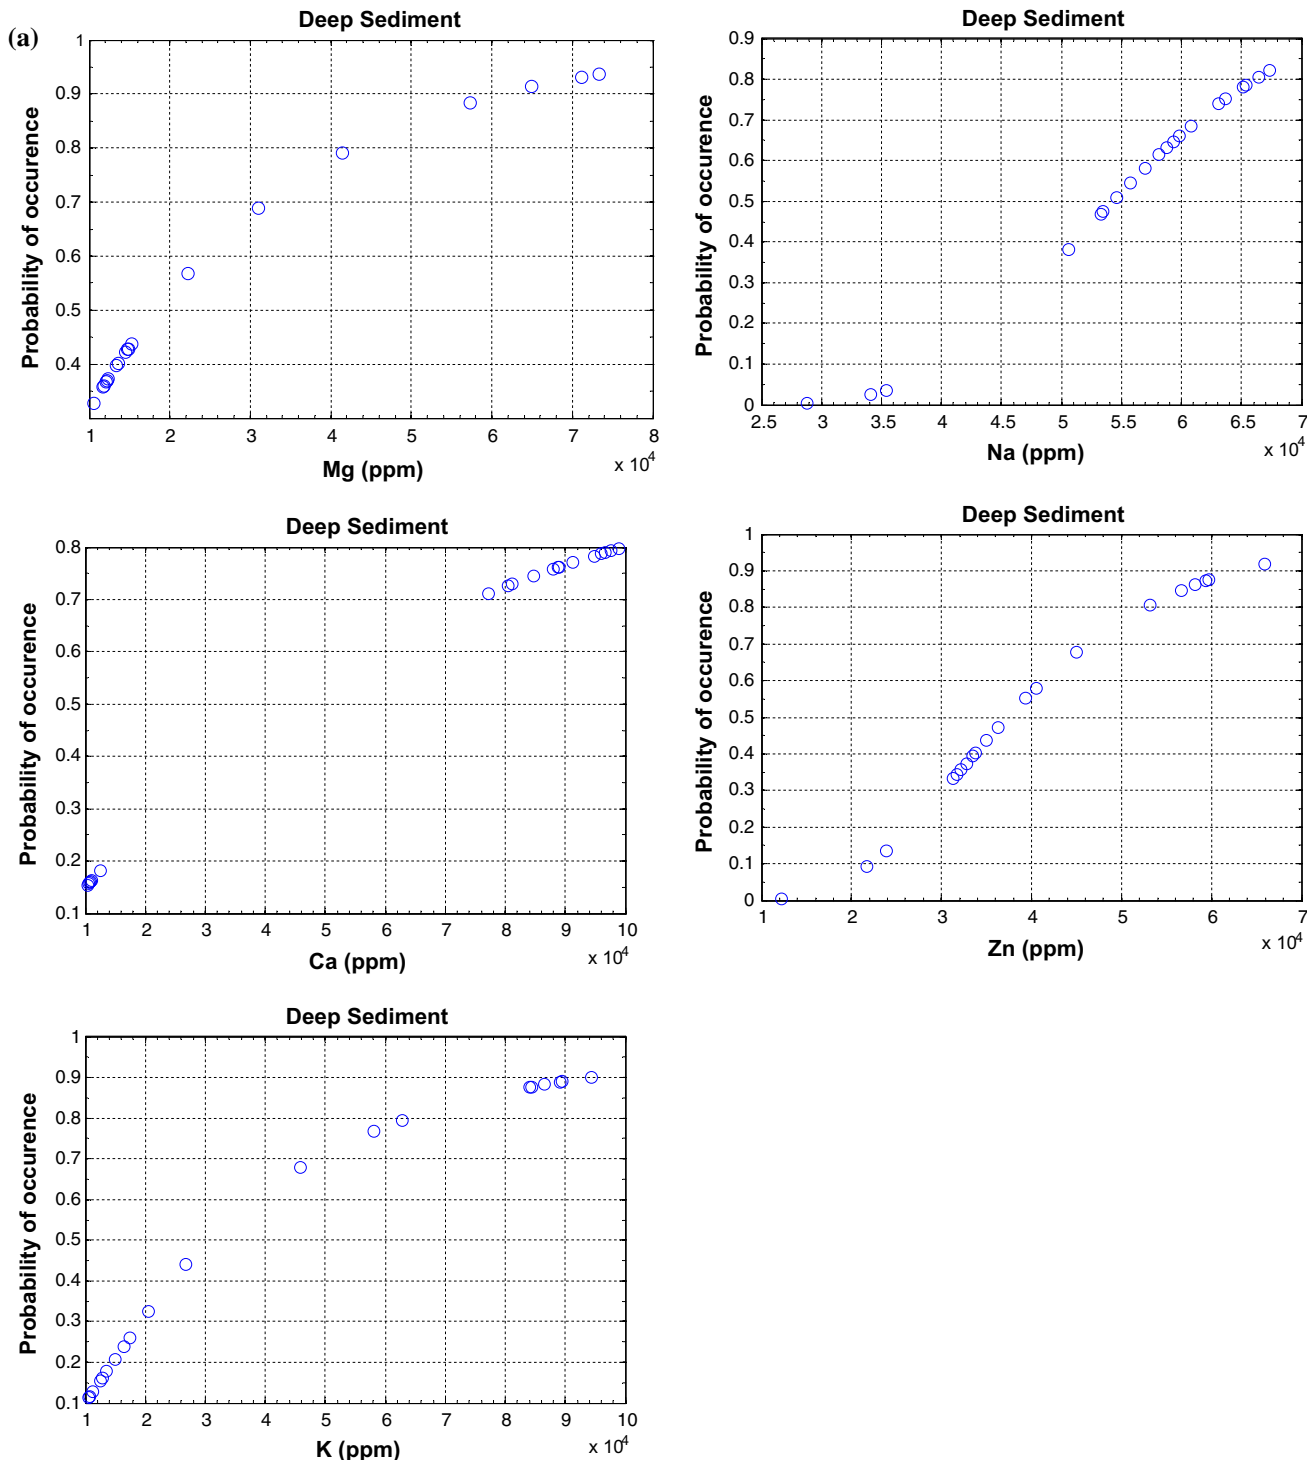 (a)
Deep Sediment
Probability of occurence
1
0.9
0.8
0.7
0.6
0.5
0.4
1 2 3 4 5 6 7 8
x 10^4
Mg (ppm)
Deep Sediment
Probability of occurence
0.9
0.8
0.7
0.6
0.5
0.4
0.3
0.2
0.1
0
2.5 3 3.5 4 4.5 5 5.5 6 6.5 7
x 10^4
Na (ppm)
Deep Sediment
Probability of occurence
0.8
0.7
0.6
0.5
0.4
0.3
0.2
0.1
1 2 3 4 5 6 7 8 9 10
x 10^4
Ca (ppm)
Deep Sediment
Probability of occurence
1
0.9
0.8
0.7
0.6
0.5
0.4
0.3
0.2
0.1
0
1 2 3 4 5 6 7
x 10^4
Zn (ppm)
Deep Sediment
Probability of occurence
1
0.9
0.8
0.7
0.6
0.5
0.4
0.3
0.2
0.1
1 2 3 4 5 6 7 8 9 10
x 10^4
K (ppm)